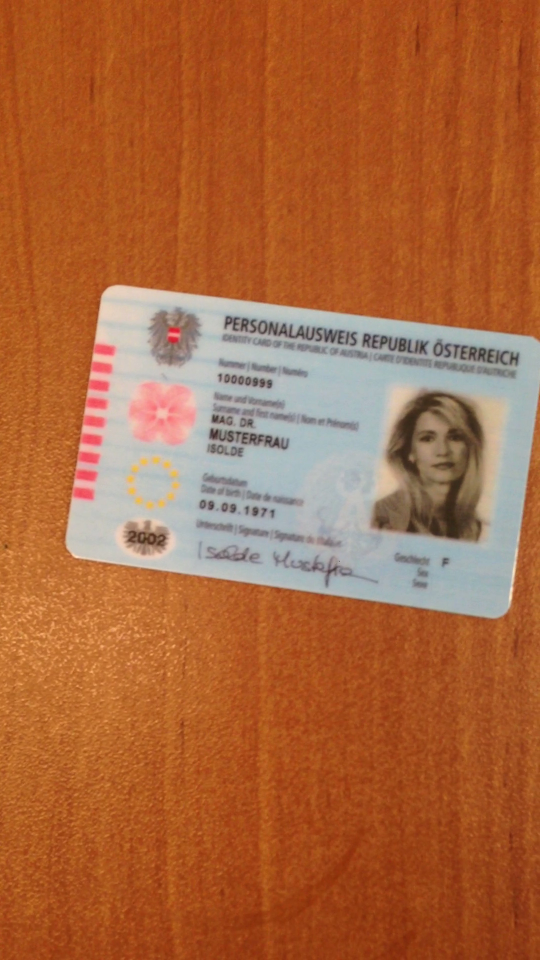 PERSONALAUSWEIS REPUBLIK ÖSTERREICH
IDENTITY CARD OF THE REPUBLIC OF AUSTRIA | CARTE D'IDENTITÉ RÉPUBLIQUE D'AUTRICHE
Nummer | Number | Numéro
10000999
Name und Vorname(n)
Surname and first name(s) | Nom et Prénom(s)
MAG. DR.
MUSTERFRAU
ISOLDE
Geburtsdatum
Date of birth | Date de naissance
09.09.1971
Unterschrift | Signature | Signature du titulaire
Isolde Musterfrau
2002
Geschlecht F
Sex
Sexe